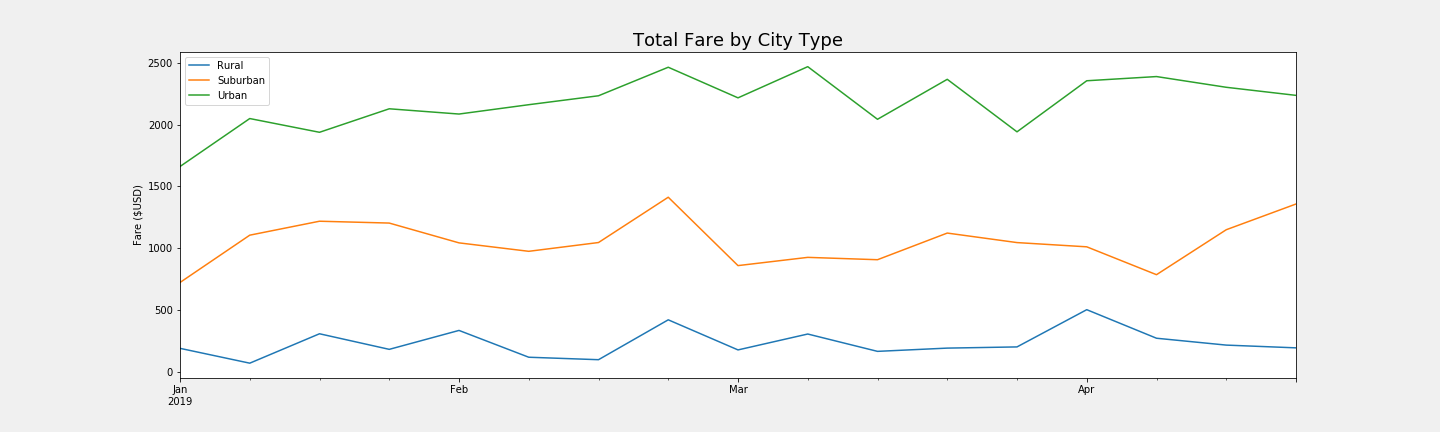 Total Fare by City Type
Rural
Suburban
Urban
2500
2000
1500
1000
500
0
Fare ($USD)
Jan Feb Mar Apr
2019